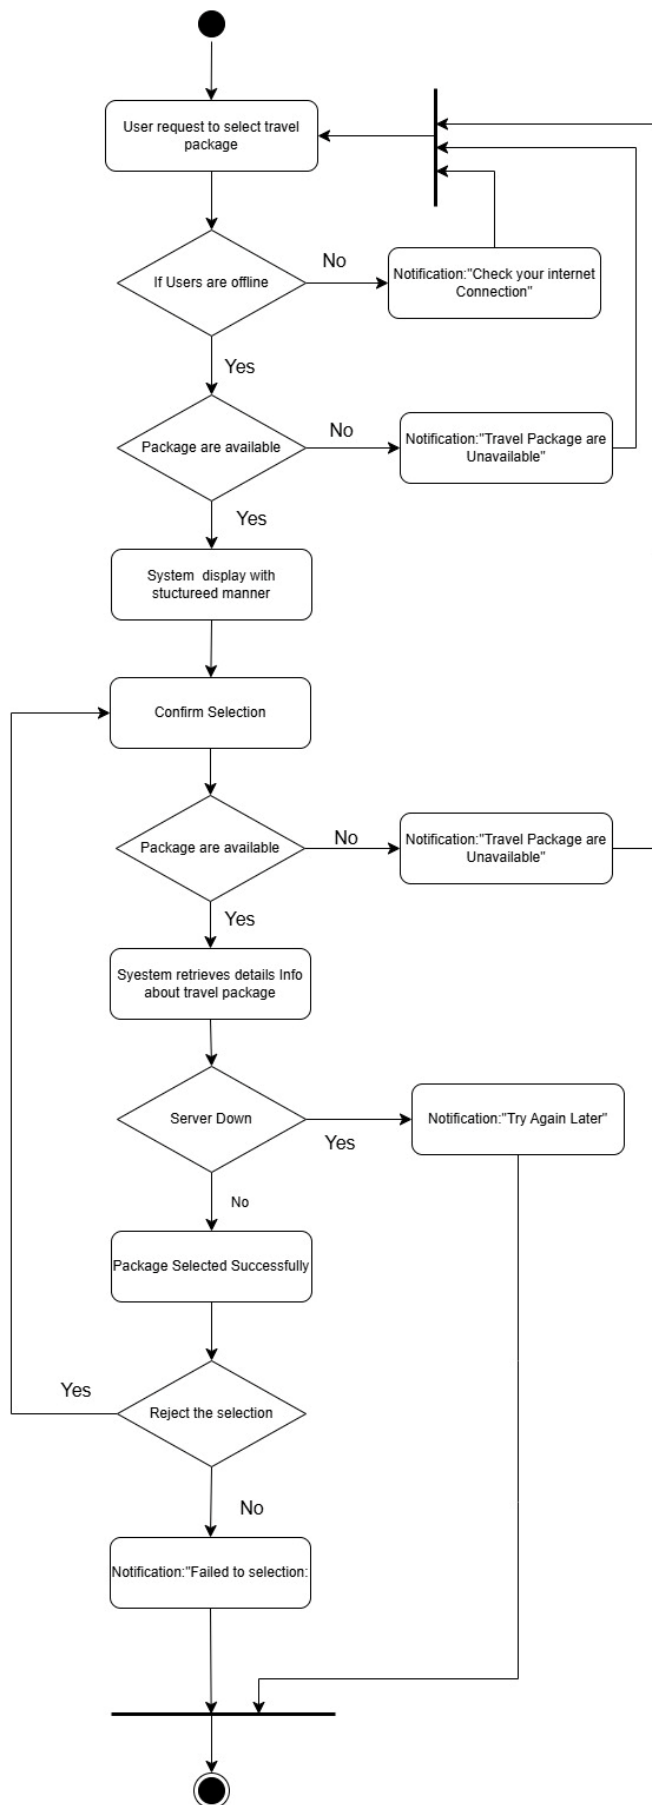 User request to select travel
package
If Users are offline
No
Notification:"Check your internet
Connection"
Yes
Package are available
No
Notification:"Travel Package are
Unavailable"
Yes
System display with
stuctureed manner
Confirm Selection
Package are available
No
Notification:"Travel Package are
Unavailable"
Yes
Syestem retrieves details Info
about travel package
Server Down
Yes
Notification:"Try Again Later"
No
Package Selected Successfully
Yes
Reject the selection
No
Notification:"Failed to selection: